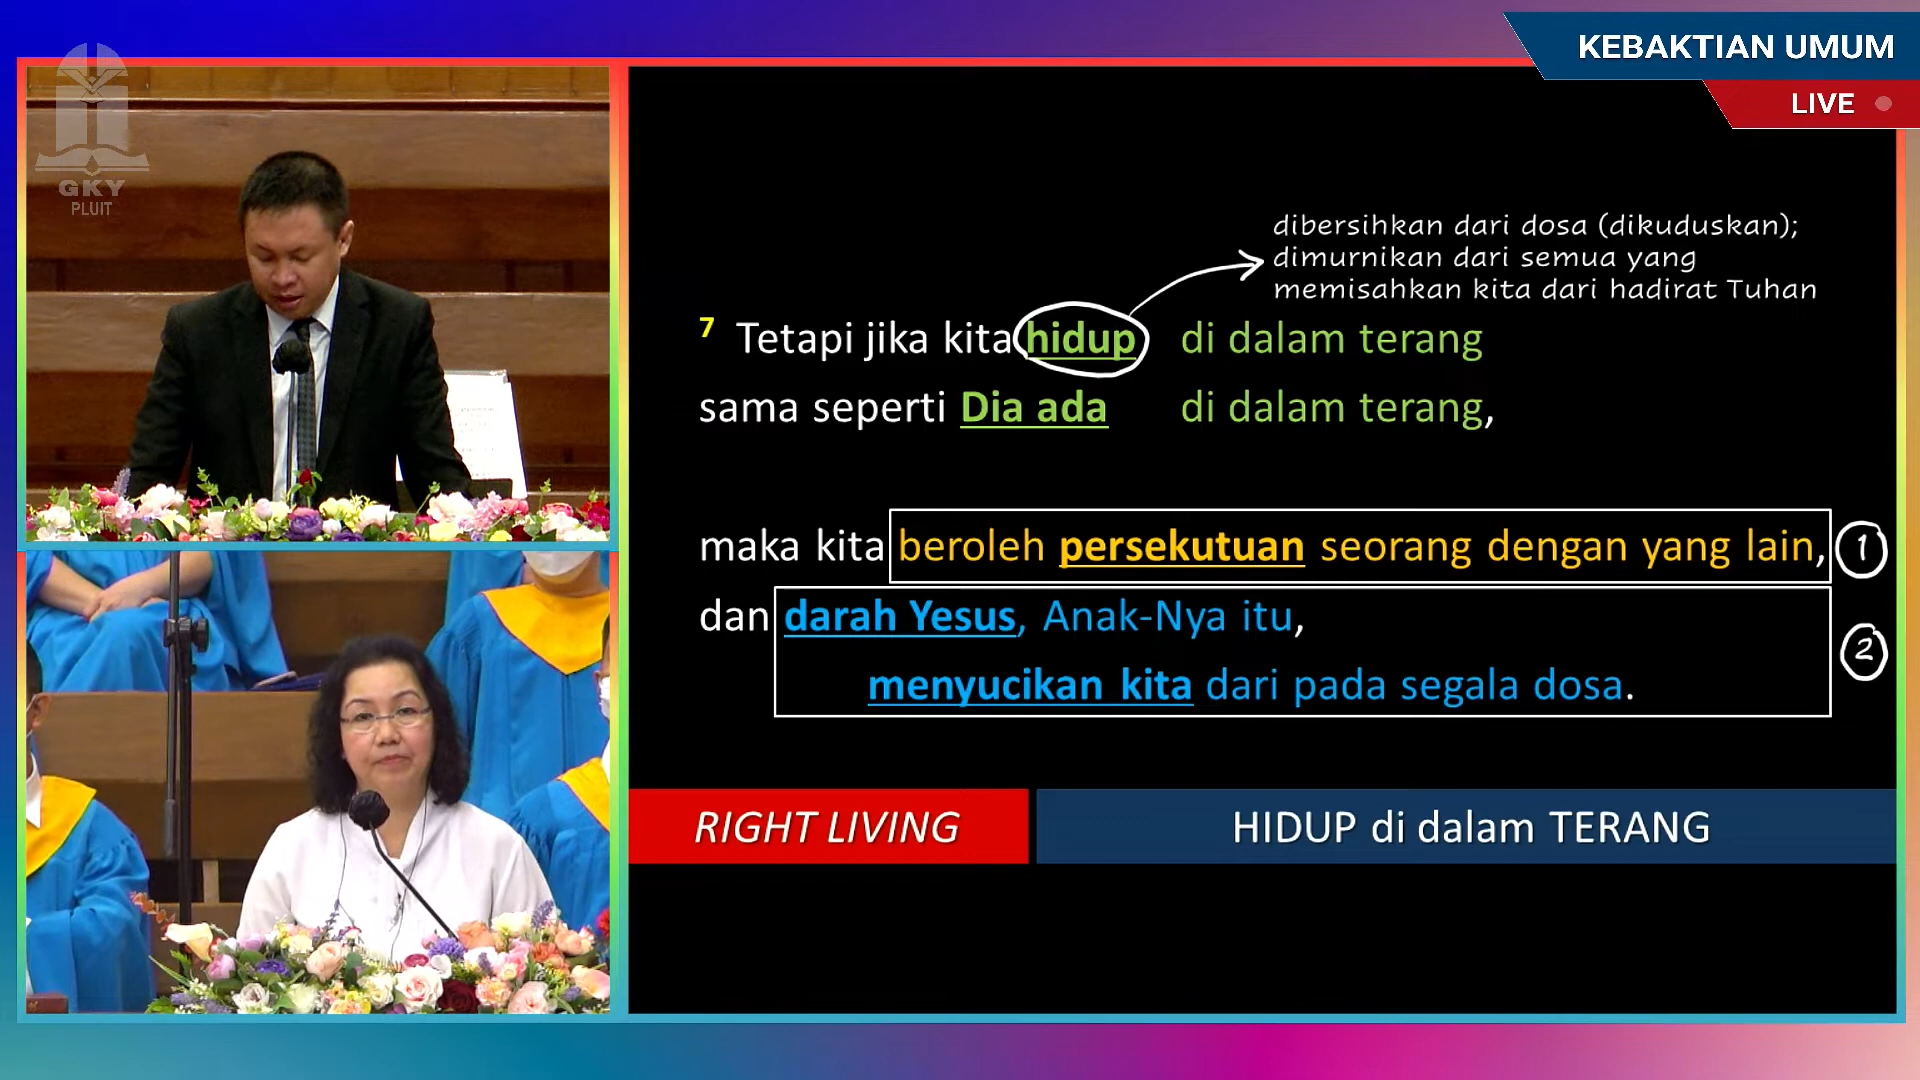 KEBAKTIAN UMUM
LIVE
GKY
PLUIT
dibersihkan dari dosa (dikuduskan);
dimurnikan dari semua yang
memisahkan kita dari hadirat Tuhan
7 Tetapi jika kita hidup di dalam terang
sama seperti Dia ada di dalam terang,
maka kita beroleh persekutuan seorang dengan yang lain, 1
dan darah Yesus, Anak-Nya itu,
2
menyucikan kita dari pada segala dosa.
RIGHT LIVING
HIDUP di dalam TERANG